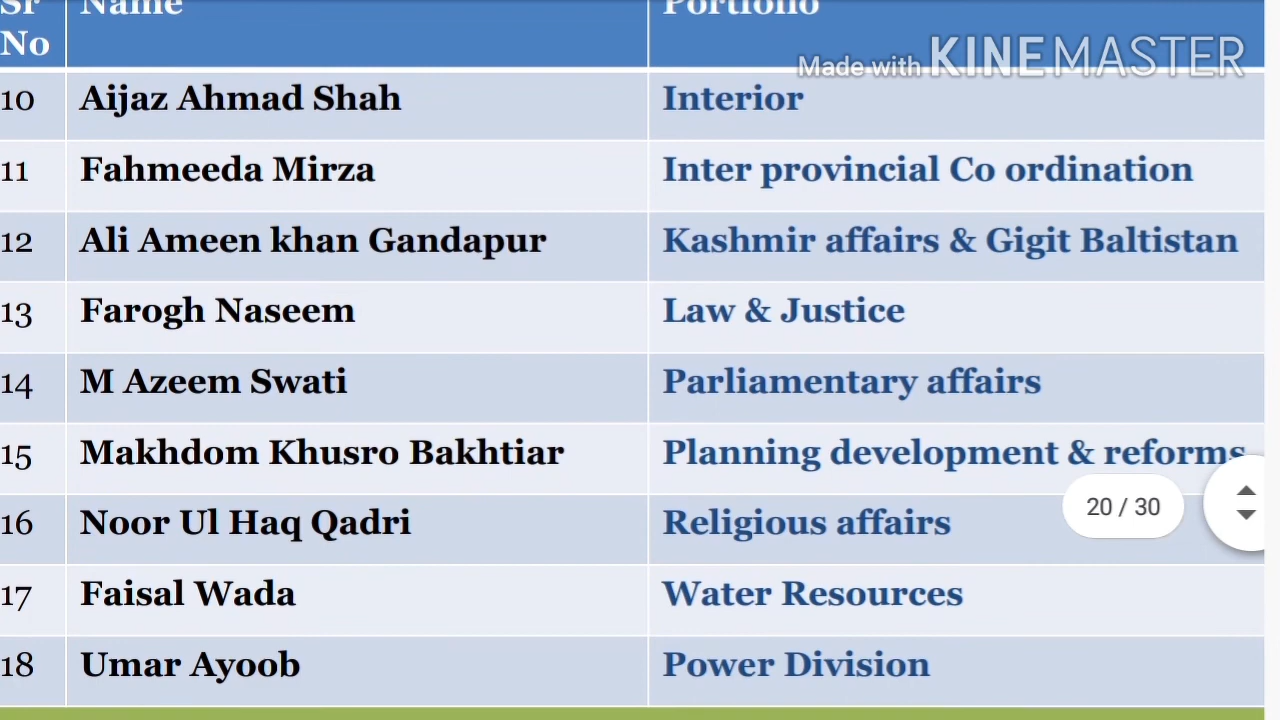 Sr Name Portfolio
No
Made with KINEMASTER
10 Aijaz Ahmad Shah Interior
11 Fahmeeda Mirza Inter provincial Co ordination
12 Ali Ameen khan Gandapur Kashmir affairs & Gigit Baltistan
13 Farogh Naseem Law & Justice
14 M Azeem Swati Parliamentary affairs
15 Makhdom Khusro Bakhtiar Planning development & reforms
20 / 30
16 Noor Ul Haq Qadri Religious affairs
17 Faisal Wada Water Resources
18 Umar Ayoob Power Division